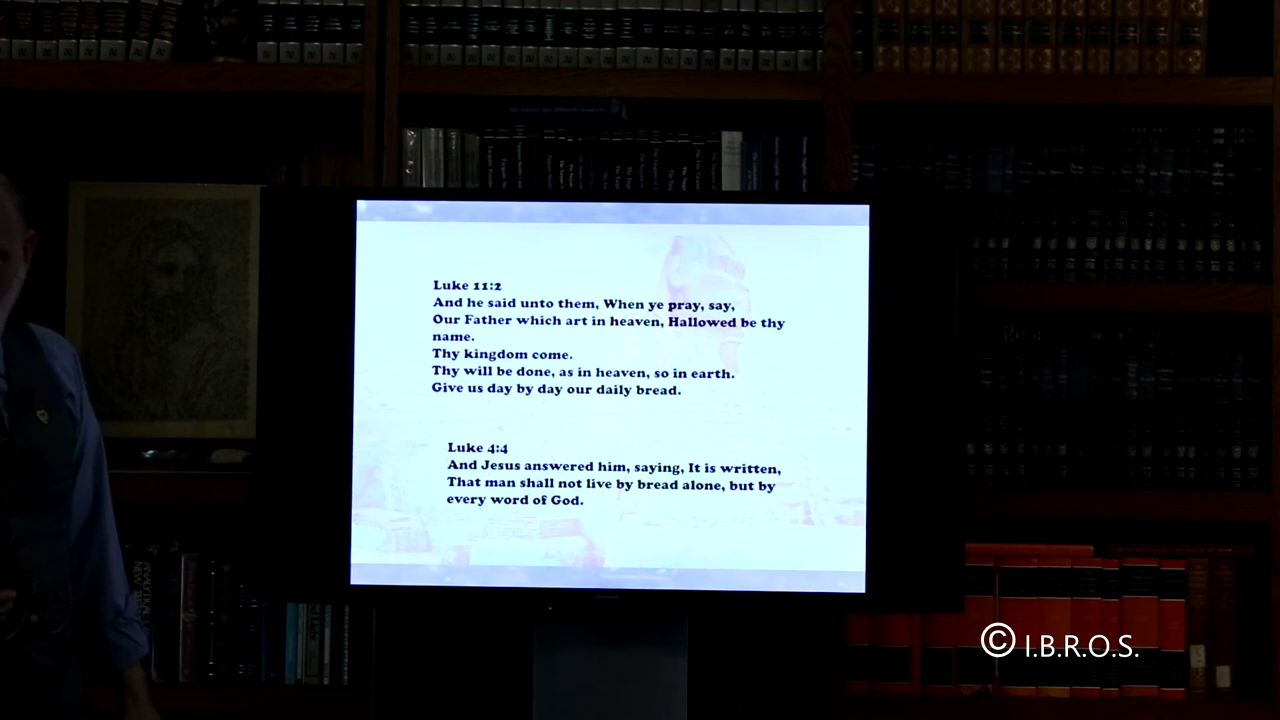 Luke 11:2
And he said unto them, When ye pray, say,
Our Father which art in heaven, Hallowed be thy
name.
Thy kingdom come.
Thy will be done, as in heaven, so in earth.
Give us day by day our daily bread.
Luke 4:4
And Jesus answered him, saying, It is written,
That man shall not live by bread alone, but by
every word of God.
© I.B.R.O.S.